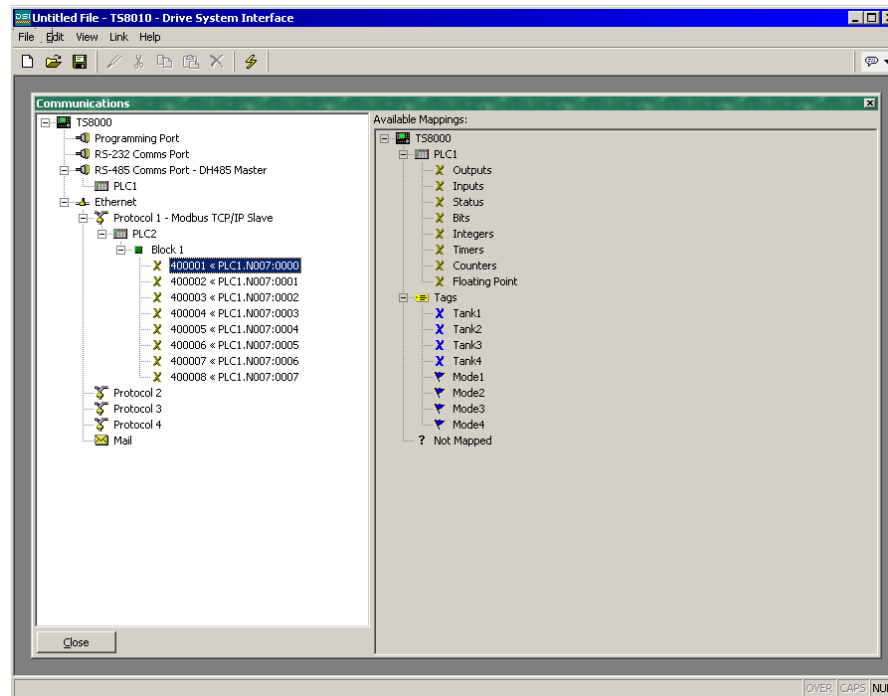 DSI Untitled File - TS8010 - Drive System Interface
File Edit View Link Help
Communications
TS8000
Programming Port
RS-232 Comms Port
RS-485 Comms Port - DH485 Master
PLC1
Ethernet
Protocol 1 - Modbus TCP/IP Slave
PLC2
Block 1
400001 « PLC1.N007:0000
400002 « PLC1.N007:0001
400003 « PLC1.N007:0002
400004 « PLC1.N007:0003
400005 « PLC1.N007:0004
400006 « PLC1.N007:0005
400007 « PLC1.N007:0006
400008 « PLC1.N007:0007
Protocol 2
Protocol 3
Protocol 4
Mail
Close
Available Mappings:
TS8000
PLC1
Outputs
Inputs
Status
Bits
Integers
Timers
Counters
Floating Point
Tags
Tank1
Tank2
Tank3
Tank4
Mode1
Mode2
Mode3
Mode4
? Not Mapped
OVER CAPS NU